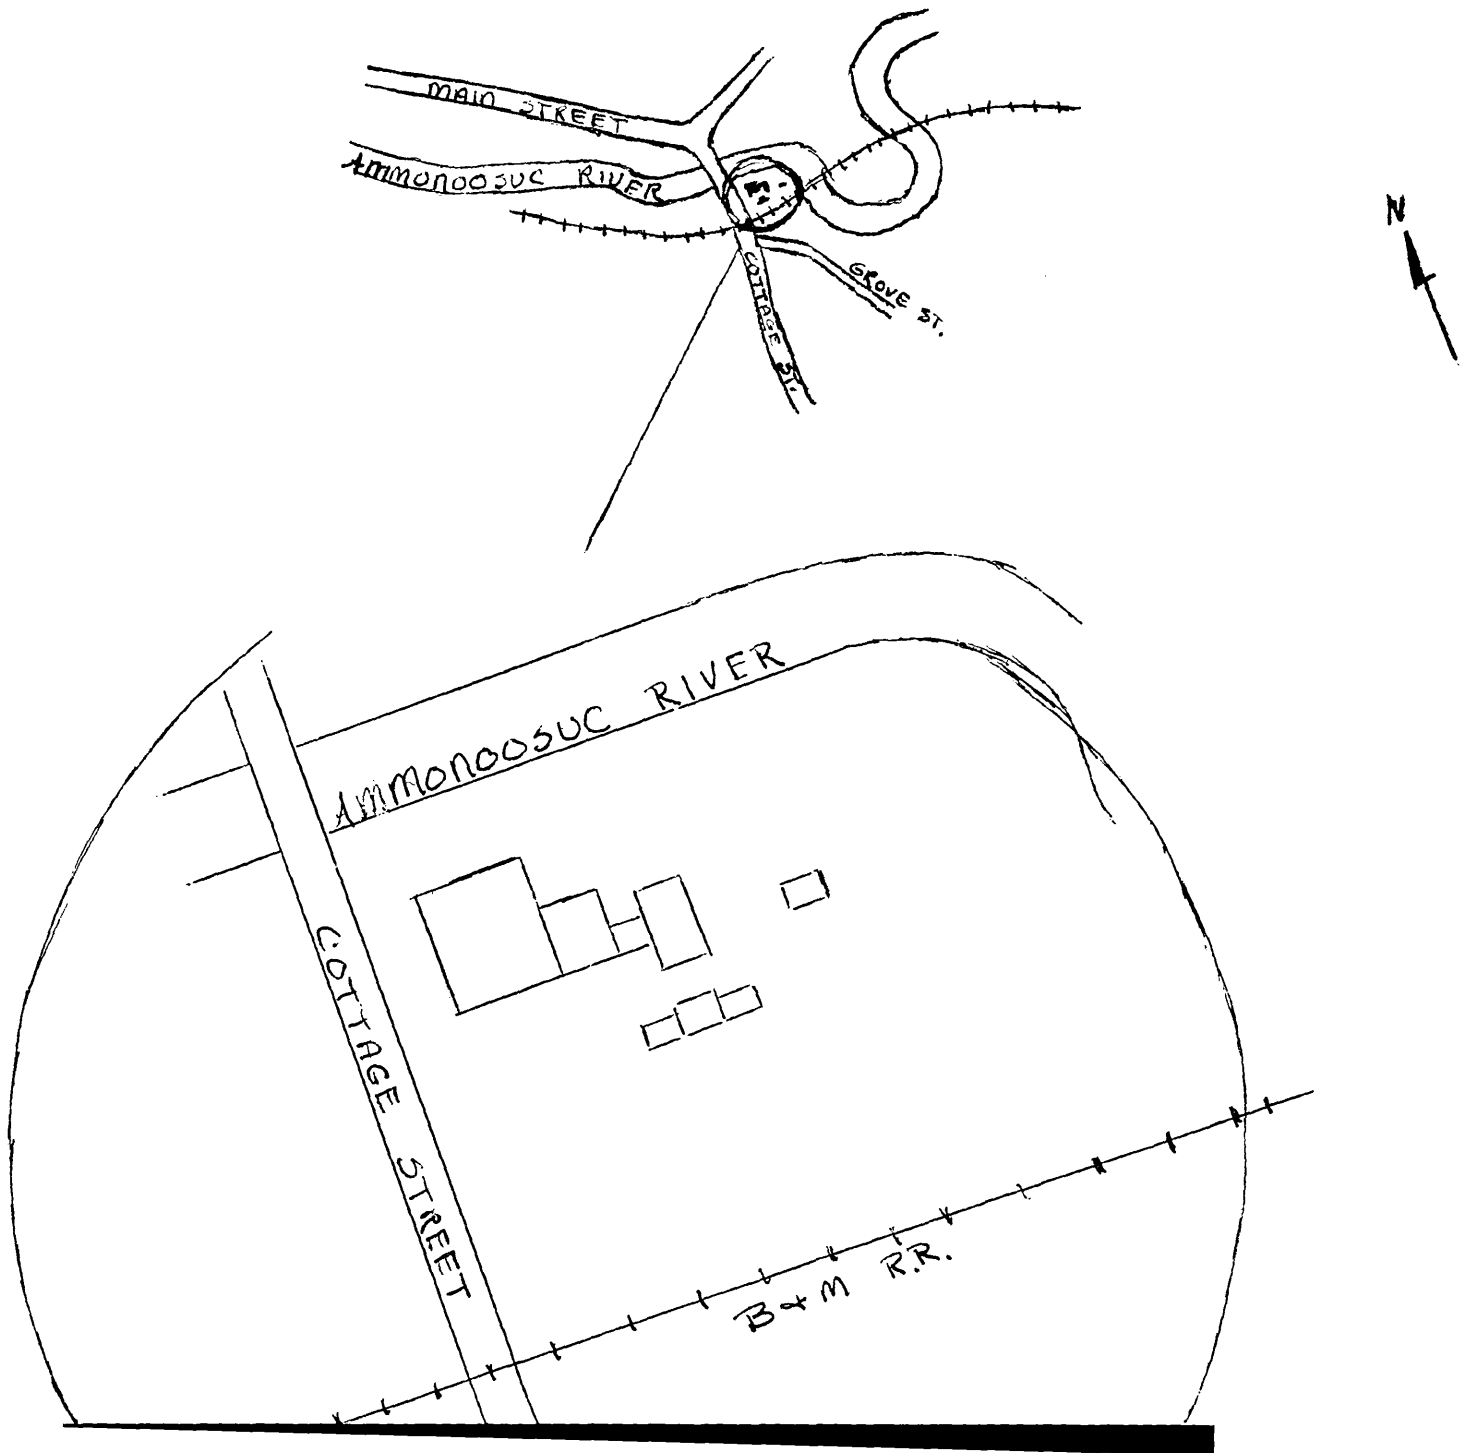 MAIN STREET
AMMONOOSUC RIVER
N
GROVE ST.
COTTAGE ST.
AMMONOOSUC RIVER
COTTAGE STREET
B & M R.R.